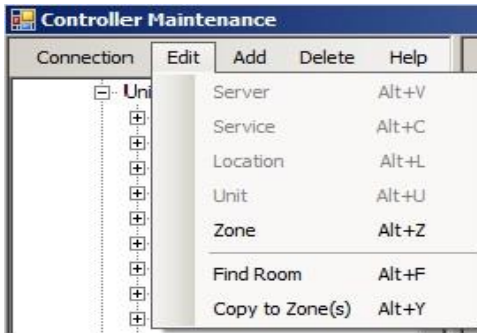 Controller Maintenance
Connection Edit Add Delete Help
Uni
Server Alt+V
Service Alt+C
Location Alt+L
Unit Alt+U
Zone Alt+Z
Find Room Alt+F
Copy to Zone(s) Alt+Y